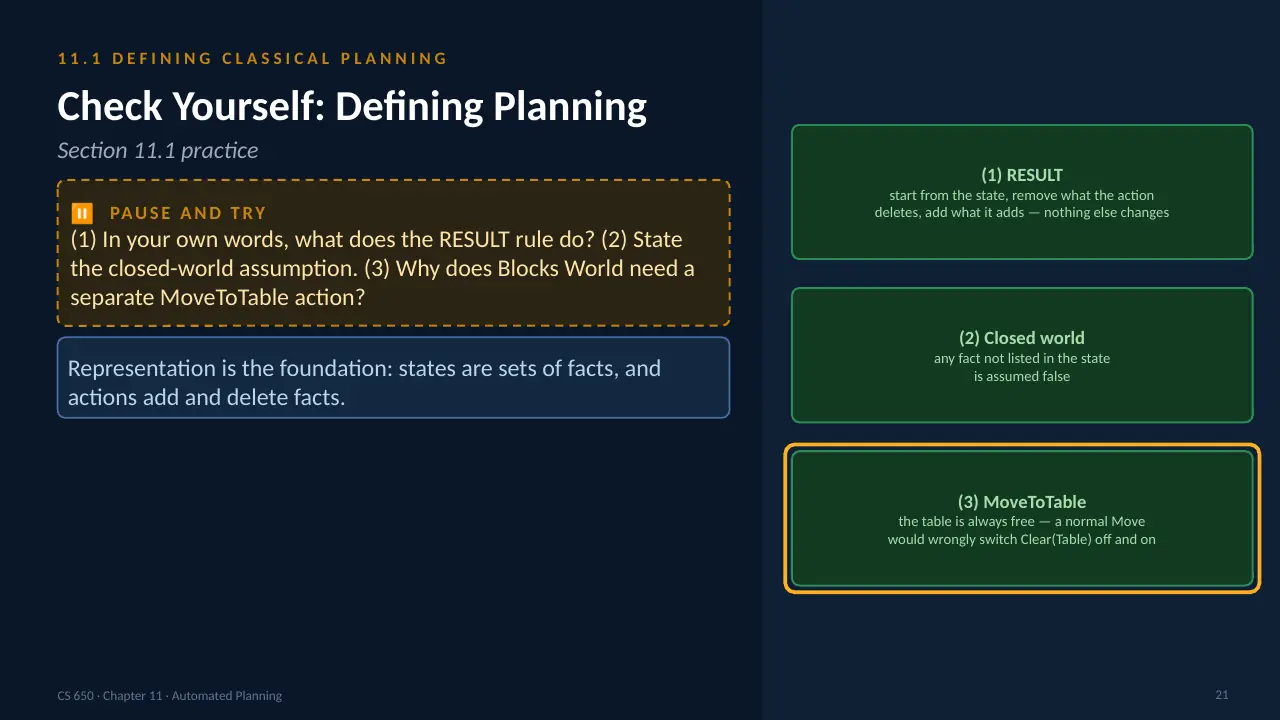 11.1 DEFINING CLASSICAL PLANNING
Check Yourself: Defining Planning
Section 11.1 practice
⏸ PAUSE AND TRY
(1) In your own words, what does the RESULT rule do? (2) State
the closed-world assumption. (3) Why does Blocks World need a
separate MoveToTable action?
Representation is the foundation: states are sets of facts, and
actions add and delete facts.
(1) RESULT
start from the state, remove what the action
deletes, add what it adds — nothing else changes
(2) Closed world
any fact not listed in the state
is assumed false
(3) MoveToTable
the table is always free — a normal Move
would wrongly switch Clear(Table) off and on
CS 650 · Chapter 11 · Automated Planning
21